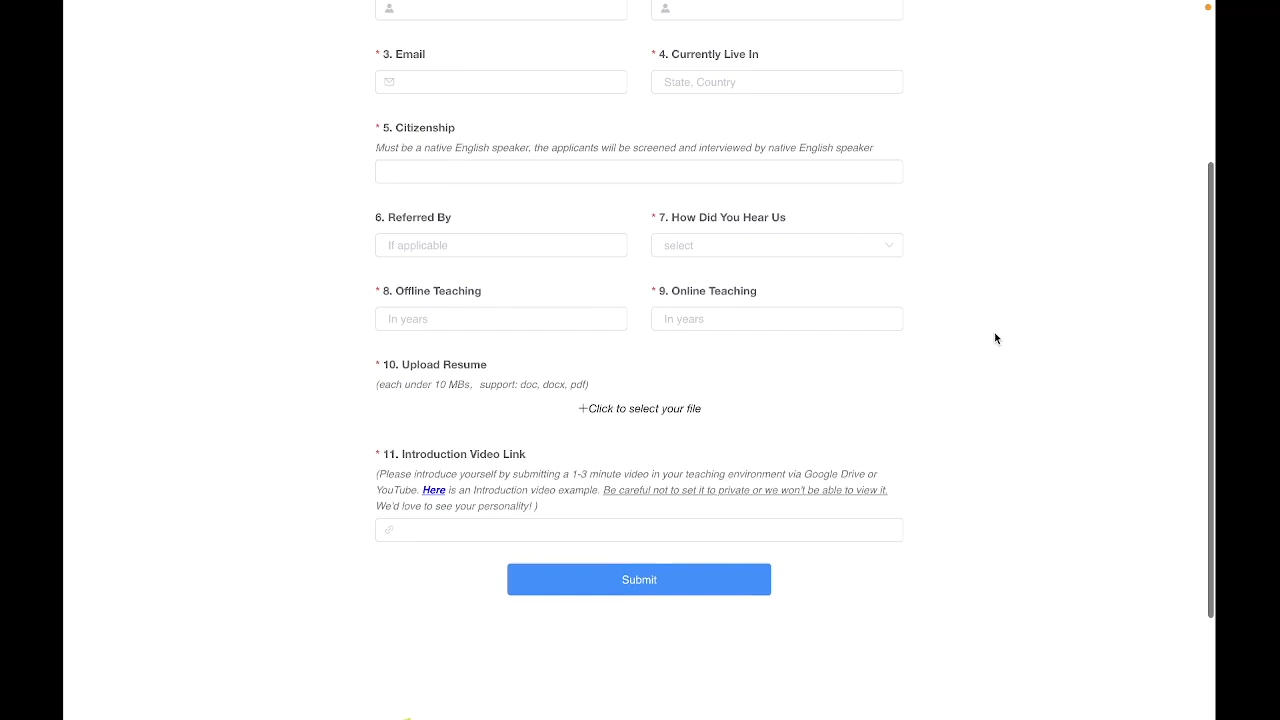 * 3. Email
* 4. Currently Live In
State, Country
* 5. Citizenship
Must be a native English speaker, the applicants will be screened and interviewed by native English speaker
6. Referred By
* 7. How Did You Hear Us
If applicable
select
* 8. Offline Teaching
* 9. Online Teaching
In years
In years
* 10. Upload Resume
(each under 10 MBs, support: doc, docx, pdf)
+Click to select your file
* 11. Introduction Video Link
(Please introduce yourself by submitting a 1-3 minute video in your teaching environment via Google Drive or
YouTube. Here is an Introduction video example. Be careful not to set it to private or we won't be able to view it.
We'd love to see your personality! )
Submit